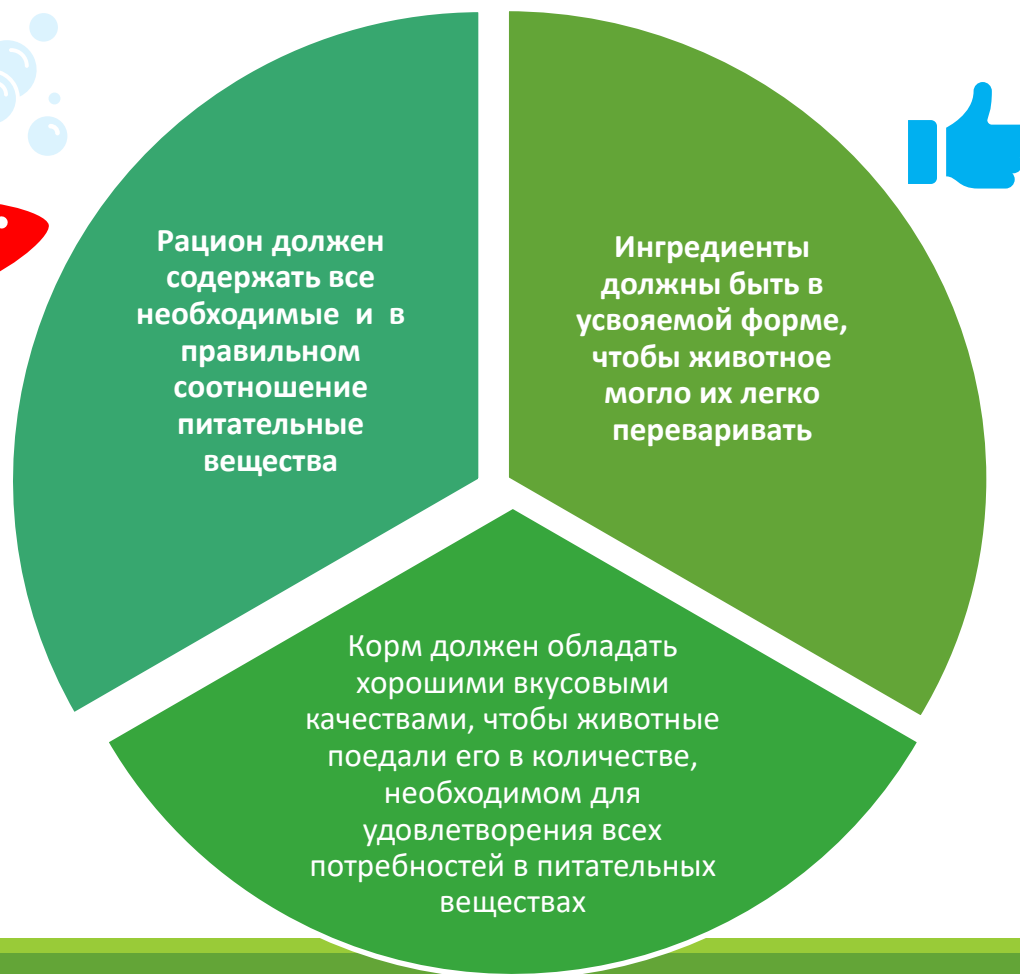 Рацион должен
содержать все
необходимые  и  в
правильном
соотношение
питательные
вещества
Ингредиенты
должны быть в
усвояемой форме,
чтобы животное
могло их легко
переваривать
Корм должен обладать
хорошими вкусовыми
качествами, чтобы животные
поедали его в количестве,
необходимом для
удовлетворения всех
потребностей в питательных
веществах